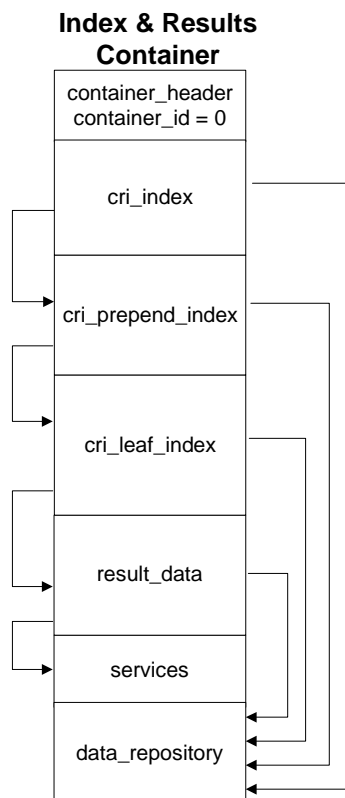 Index & Results
Container
container_header
container_id = 0
cri_index
cri_prepend_index
cri_leaf_index
result_data
services
data_repository